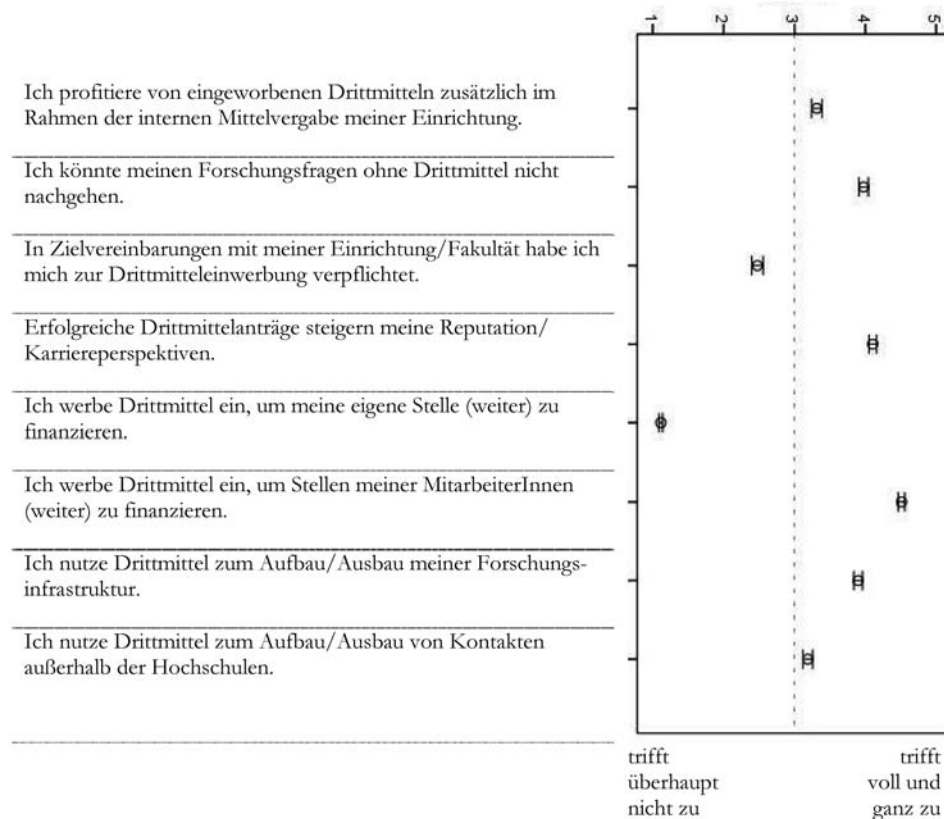 1 2 3 4 5
Ich profitiere von eingeworbenen Drittmitteln zusätzlich im
Rahmen der internen Mittelvergabe meiner Einrichtung.
Ich könnte meinen Forschungsfragen ohne Drittmittel nicht
nachgehen.
In Zielvereinbarungen mit meiner Einrichtung/Fakultät habe ich
mich zur Drittmitteleinwerbung verpflichtet.
Erfolgreiche Drittmittelanträge steigern meine Reputation/
Karriereperspektiven.
Ich werbe Drittmittel ein, um meine eigene Stelle (weiter) zu
finanzieren.
Ich werbe Drittmittel ein, um Stellen meiner MitarbeiterInnen
(weiter) zu finanzieren.
Ich nutze Drittmittel zum Aufbau/Ausbau meiner Forschungs-
infrastruktur.
Ich nutze Drittmittel zum Aufbau/Ausbau von Kontakten
außerhalb der Hochschulen.
trifft
überhaupt
nicht zu
trifft
voll und
ganz zu